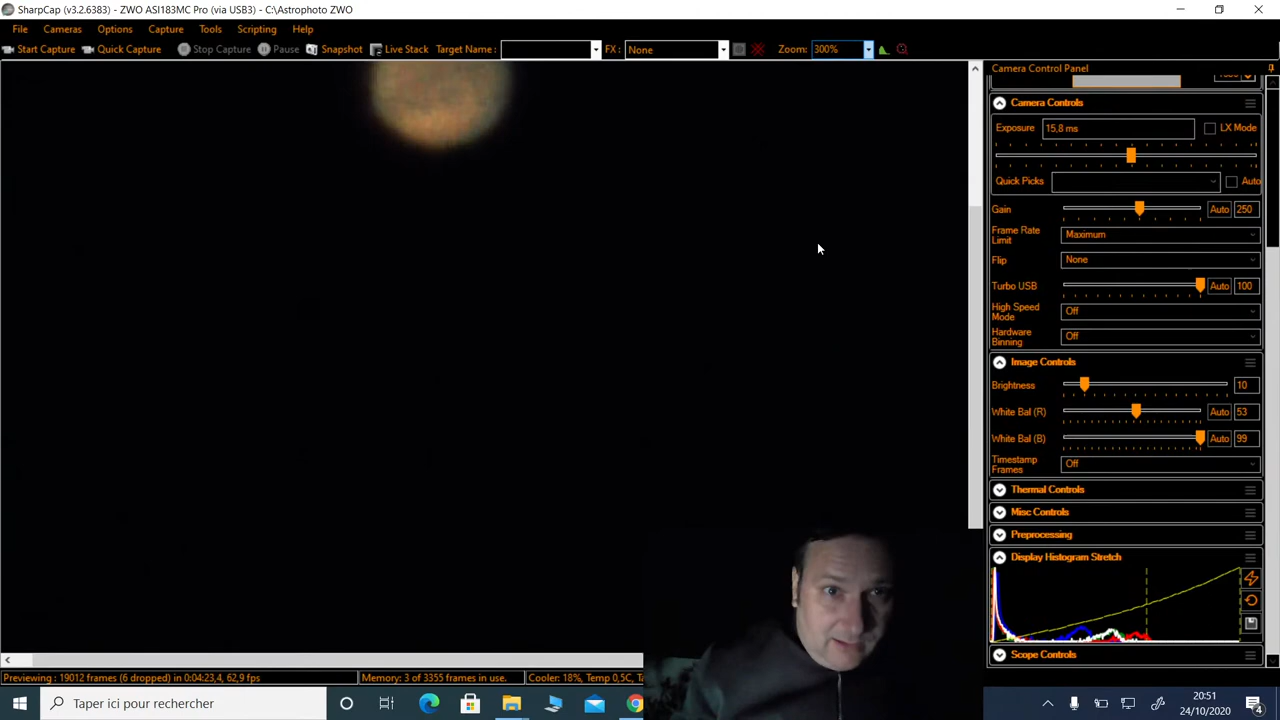 SharpCap (v3.2.6383) - ZWO ASI183MC Pro (via USB3) - C:\Astrophoto ZWO
File Cameras Options Capture Tools Scripting Help
Start Capture Quick Capture Stop Capture Pause Snapshot Live Stack Target Name : FX : None Zoom: 300%
Camera Control Panel
Camera Controls
Exposure 15,8 ms LX Mode
Quick Picks Auto
Gain Auto 250
Frame Rate Limit Maximum
Flip None
Turbo USB Auto 100
High Speed Mode Off
Hardware Binning Off
Image Controls
Brightness 10
White Bal (R) Auto 53
White Bal (B) Auto 99
Timestamp Frames Off
Thermal Controls
Misc Controls
Preprocessing
Display Histogram Stretch
Scope Controls
Previewing : 19012 frames (6 dropped) in 0:04:23,4, 62,9 fps Memory: 3 of 3355 frames in use. Cooler: 18%, Temp 0,5C,
Taper ici pour rechercher
20:51
24/10/2020
4